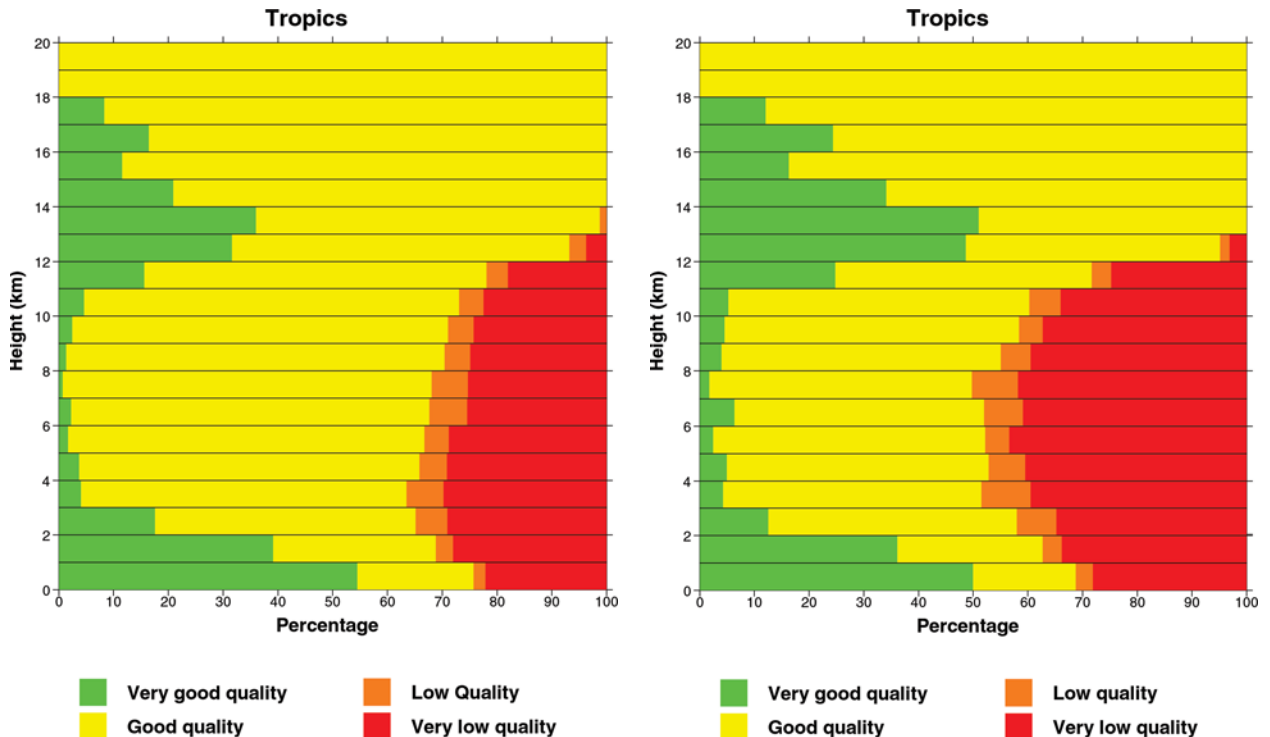 Tropics
20
18
16
14
12
10
8
6
4
2
0
Height (km)
0 10 20 30 40 50 60 70 80 90 100
Percentage
Very good quality
Low Quality
Good quality
Very low quality
Tropics
20
18
16
14
12
10
8
6
4
2
0
Height (km)
0 10 20 30 40 50 60 70 80 90 100
Percentage
Very good quality
Low quality
Good quality
Very low quality